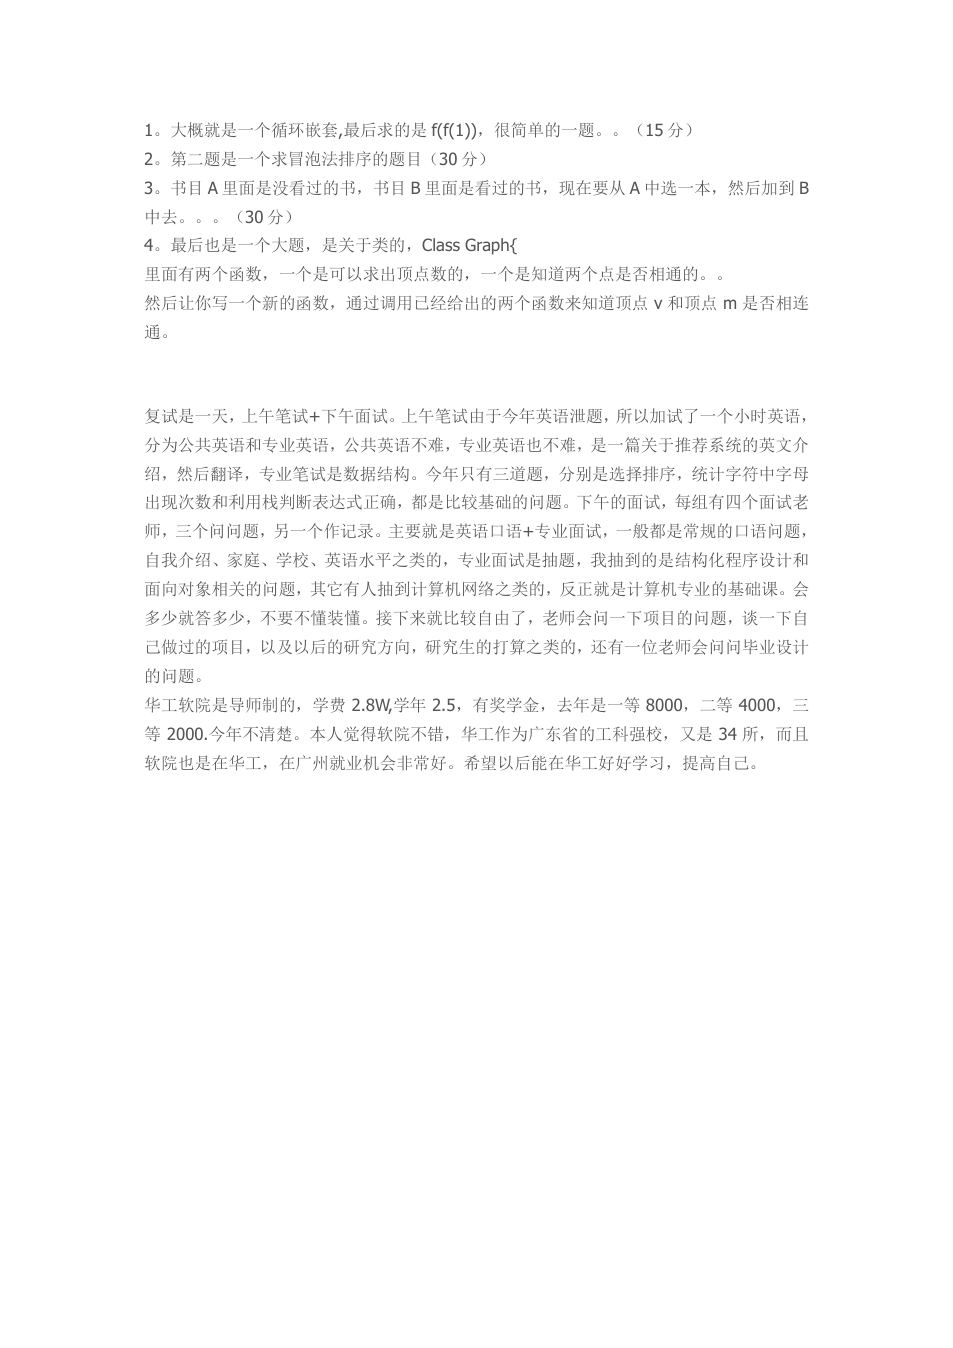 1。大概就是一个循环嵌套,最后求的是 f(f(1))，很简单的一题。。（15 分）
2。第二题是一个求冒泡法排序的题目（30 分）
3。书目 A 里面是没看过的书，书目 B 里面是看过的书，现在要从 A 中选一本，然后加到 B
中去。。。（30 分）
4。最后也是一个大题，是关于类的，Class Graph{
里面有两个函数，一个是可以求出顶点数的，一个是知道两个点是否相通的。。
然后让你写一个新的函数，通过调用已经给出的两个函数来知道顶点 v 和顶点 m 是否相连
通。
复试是一天，上午笔试+下午面试。上午笔试由于今年英语泄题，所以加试了一个小时英语，
分为公共英语和专业英语，公共英语不难，专业英语也不难，是一篇关于推荐系统的英文介
绍，然后翻译，专业笔试是数据结构。今年只有三道题，分别是选择排序，统计字符中字母
出现次数和利用栈判断表达式正确，都是比较基础的问题。下午的面试，每组有四个面试老
师，三个问问题，另一个作记录。主要就是英语口语+专业面试，一般都是常规的口语问题，
自我介绍、家庭、学校、英语水平之类的，专业面试是抽题，我抽到的是结构化程序设计和
面向对象相关的问题，其它有人抽到计算机网络之类的，反正就是计算机专业的基础课。会
多少就答多少，不要不懂装懂。接下来就比较自由了，老师会问一下项目的问题，谈一下自
己做过的项目，以及以后的研究方向，研究生的打算之类的，还有一位老师会问问毕业设计
的问题。
华工软院是导师制的，学费 2.8W,学年 2.5，有奖学金，去年是一等 8000，二等 4000，三
等 2000.今年不清楚。本人觉得软院不错，华工作为广东省的工科强校，又是 34 所，而且
软院也是在华工，在广州就业机会非常好。希望以后能在华工好好学习，提高自己。